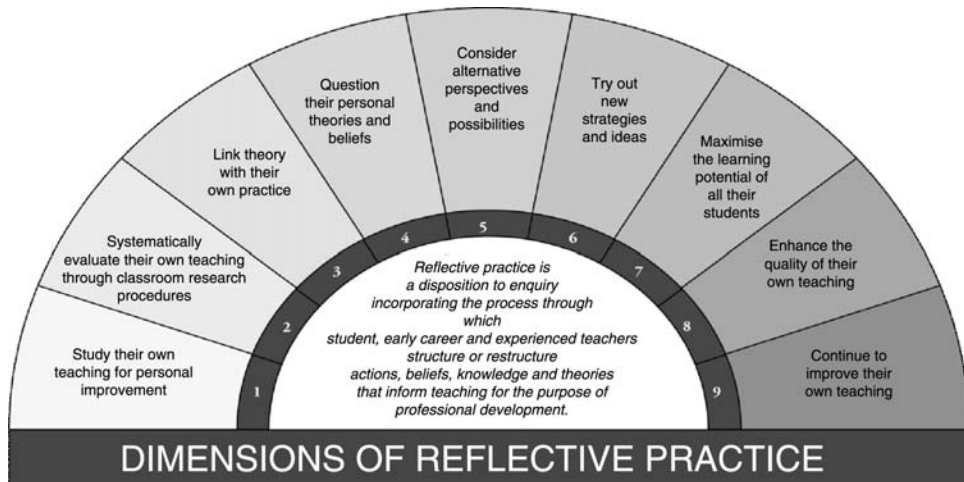 Study their own
teaching for personal
improvement
1
Systematically
evaluate their own teaching
through classroom research
procedures
2
Link theory
with their
own practice
3
Question
their personal
theories and
beliefs
4
Consider
alternative
perspectives
and
possibilities
5
Try out
new
strategies
and ideas
6
Maximise
the learning
potential of
all their
students
7
Enhance the
quality of their
own teaching
8
Continue to
improve their
own teaching
9
Reflective practice is
a disposition to enquiry
incorporating the process through
which
student, early career and experienced teachers
structure or restructure
actions, beliefs, knowledge and theories
that inform teaching for the purpose of
professional development.
DIMENSIONS OF REFLECTIVE PRACTICE